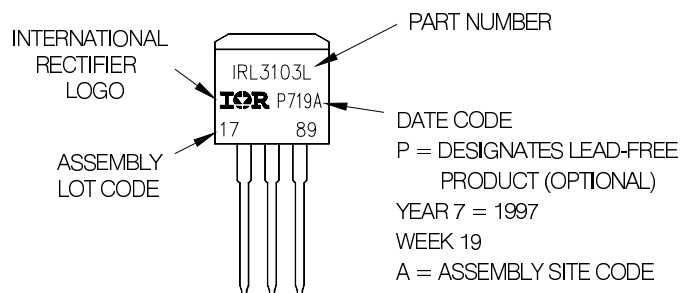 INTERNATIONAL
RECTIFIER
LOGO
PART NUMBER
IRL3103L
IOR P719A
17 89
ASSEMBLY
LOT CODE
DATE CODE
P = DESIGNATES LEAD-FREE
PRODUCT (OPTIONAL)
YEAR 7 = 1997
WEEK 19
A = ASSEMBLY SITE CODE